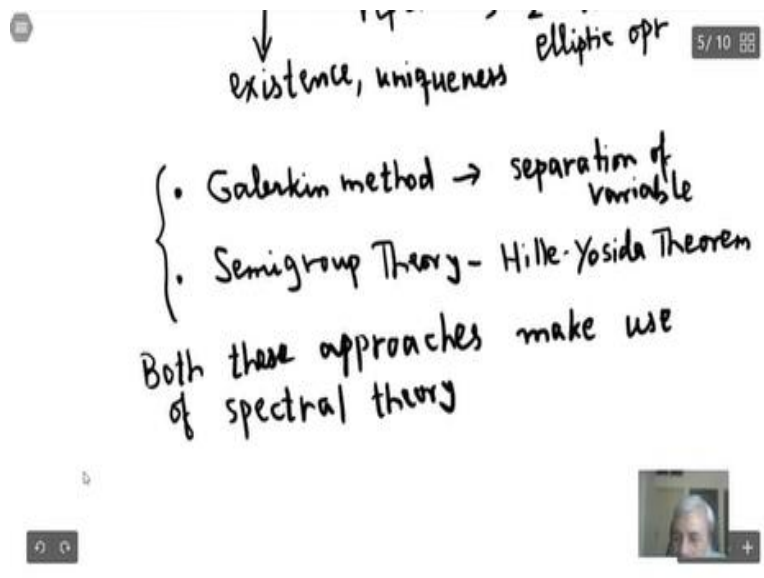 elliptic opr
5/10
existence, uniqueness
• Galerkin method → separation of
variable
• Semigroup Theory - Hille-Yosida Theorem
Both these approaches make use
of spectral theory